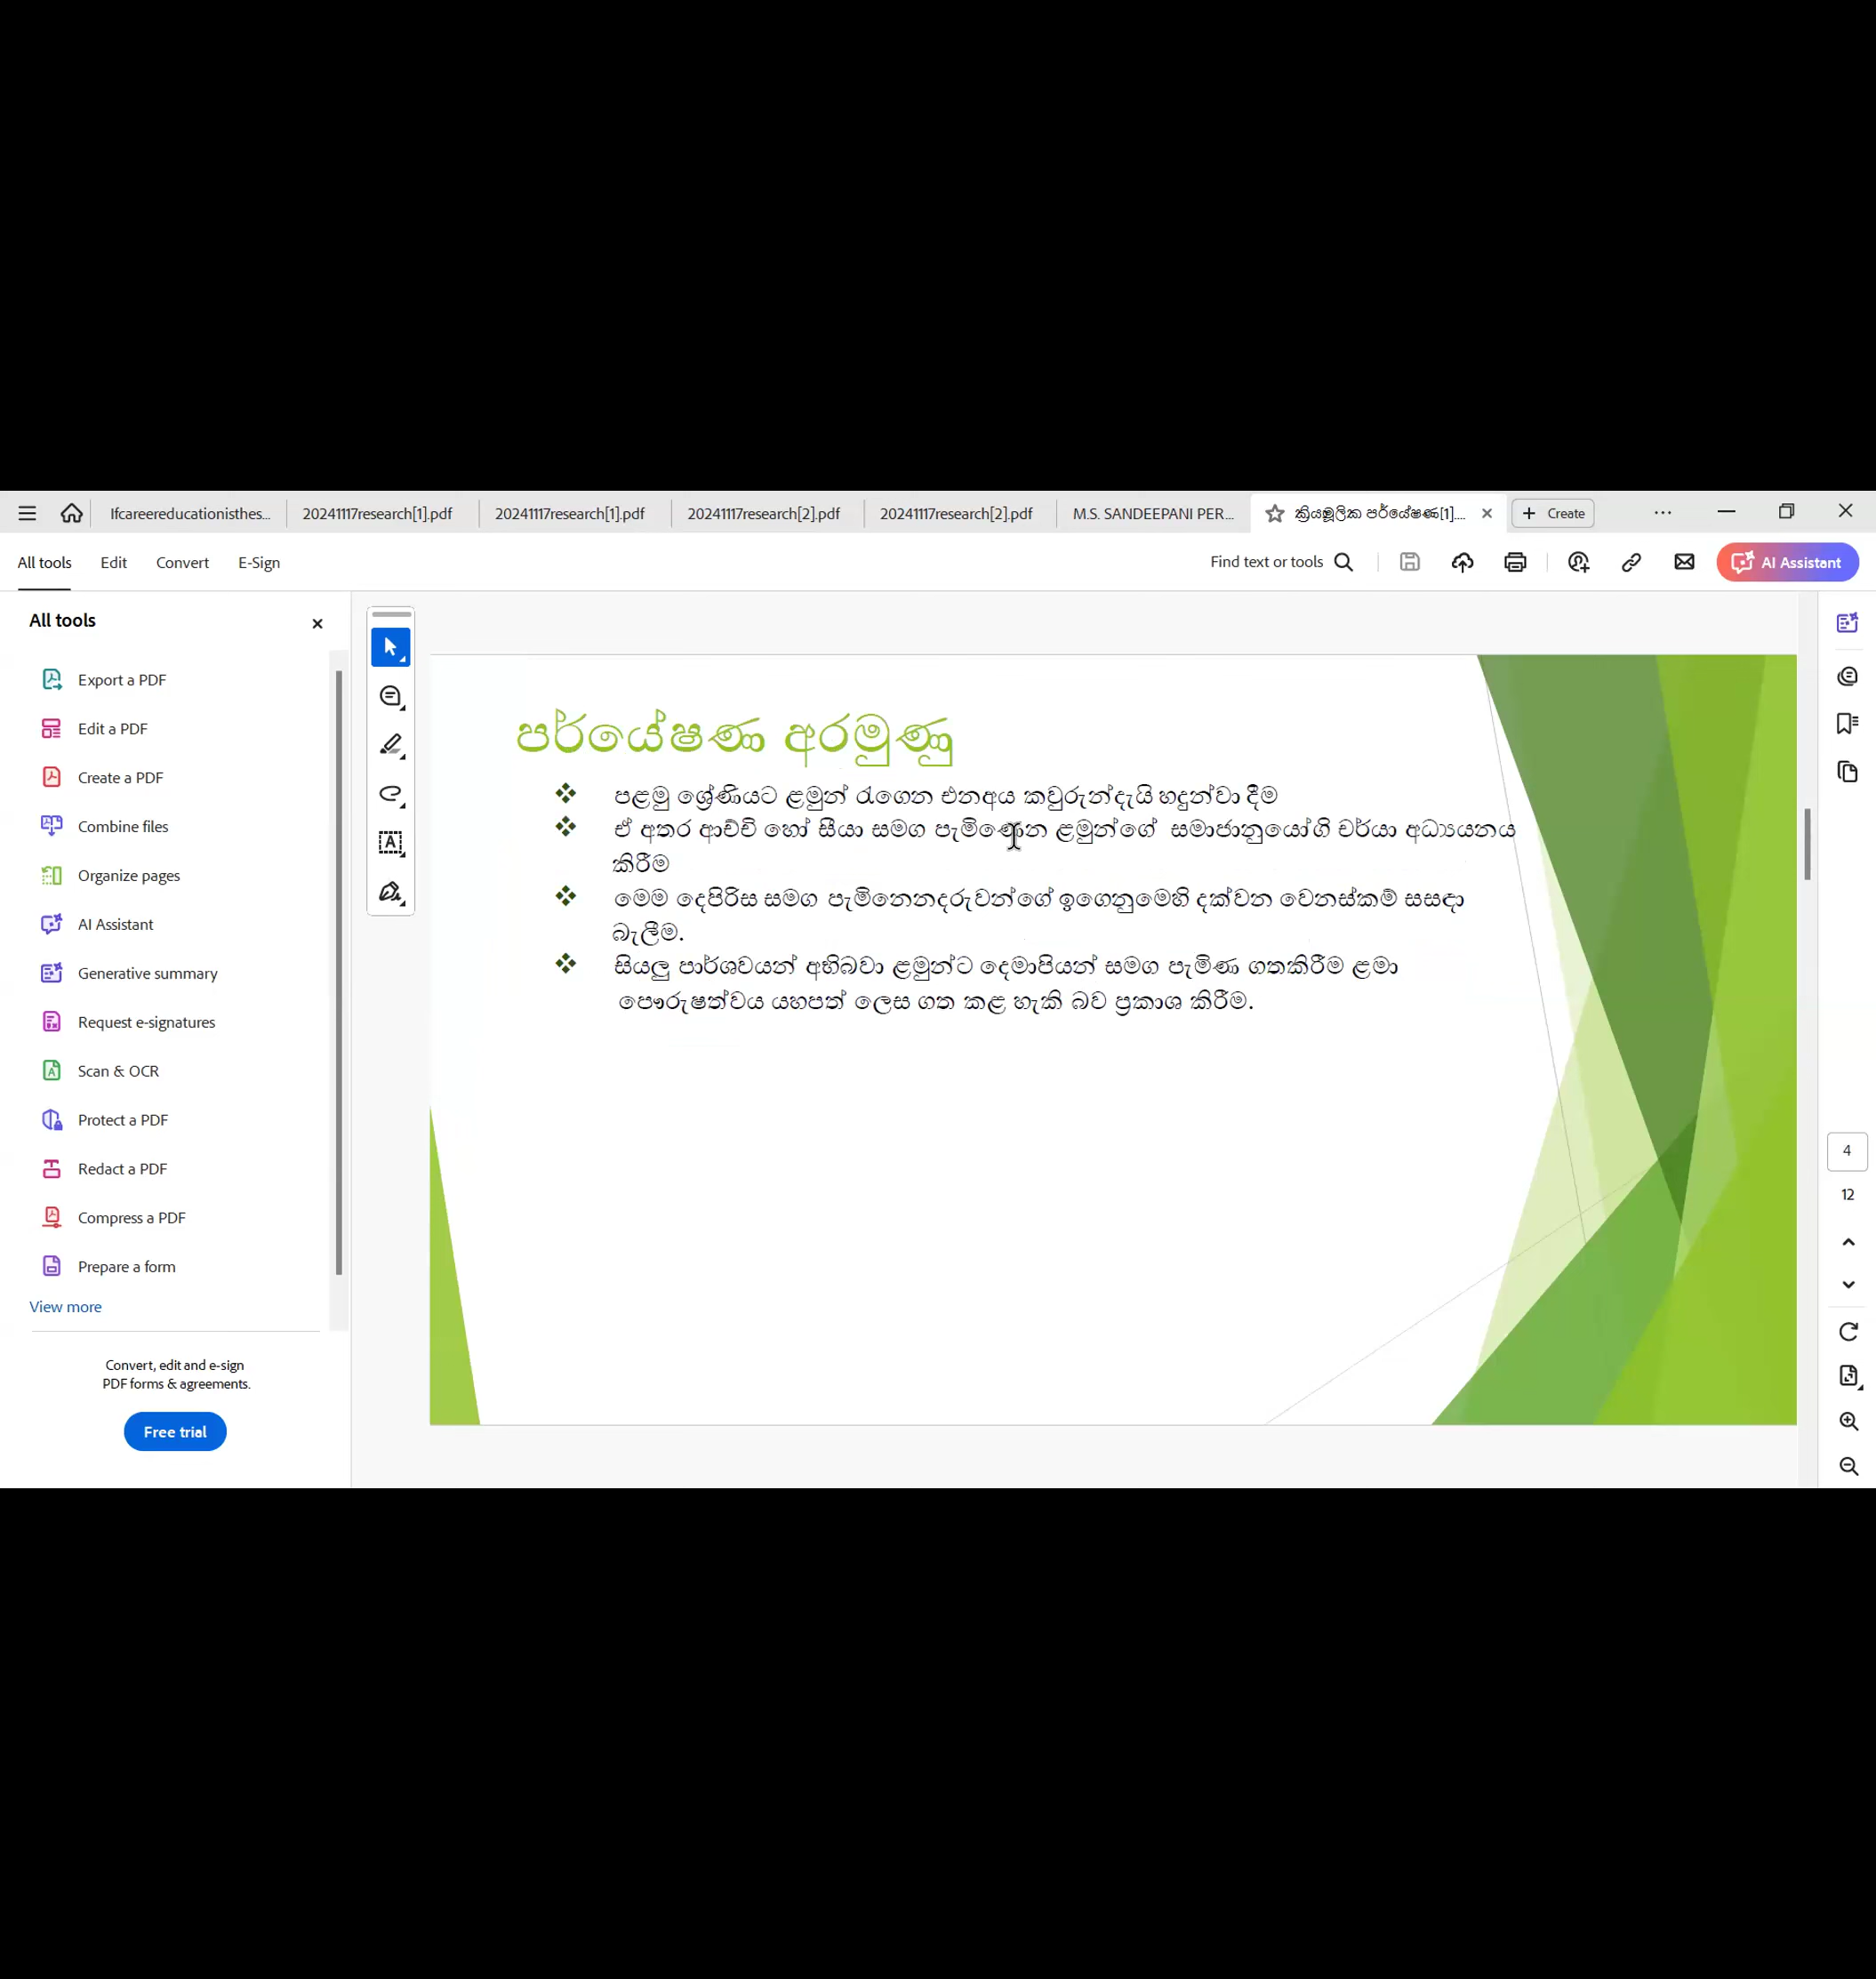 Ifcareereducationisthes... 20241117research[1].pdf 20241117research[1].pdf 20241117research[2].pdf 20241117research[2].pdf M.S. SANDEEPANI PER... ක්‍රියාමූලික පර්යේෂණ[1].... Create
All tools Edit Convert E-Sign Find text or tools AI Assistant
All tools
Export a PDF
Edit a PDF
Create a PDF
Combine files
Organize pages
AI Assistant
Generative summary
Request e-signatures
Scan & OCR
Protect a PDF
Redact a PDF
Compress a PDF
Prepare a form
View more
Convert, edit and e-sign
PDF forms & agreements.
Free trial
පර්යේෂණ අරමුණු
❖ පළමු ශ්‍රේණියට ළමුන් රැගෙන එනඅය කවුරුන්දැයි හදුන්වා දීම
❖ ඒ අතර ආච්චි හෝ සීයා සමග පැමිණෙන ළමුන්ගේ සමාජානුයෝගි චර්යා අධ්‍යයනය
කිරීම
❖ මෙම දෙපිරිස සමග පැමිනෙනදරුවන්ගේ ඉගෙනුමෙහි දක්වන වෙනස්කම් සසඳා
බැලීම.
❖ සියලු පාර්ශවයන් අභිබවා ළමුන්ට දෙමාපියන් සමග පැමිණ ගතකිරීම ළමා
පෞරුෂත්වය යහපත් ලෙස ගත කළ හැකි බව ප්‍රකාශ කිරීම.
4
12